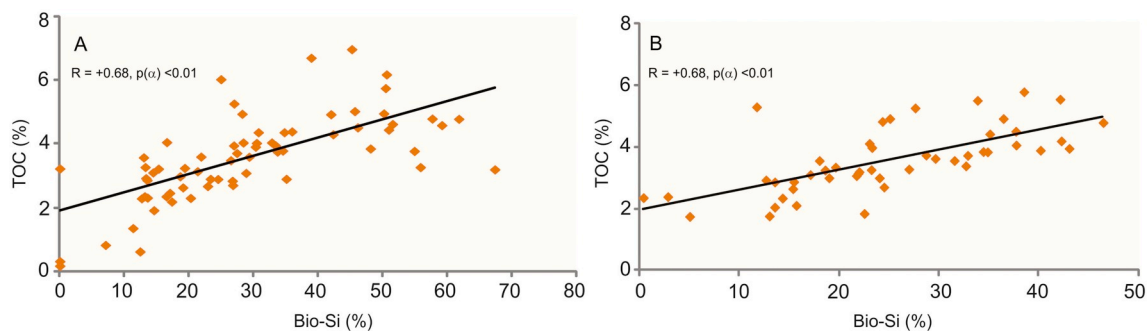 A
R = +0.68, p(α) <0.01
TOC (%)
8
6
4
2
0
0 10 20 30 40 50 60 70 80
Bio-Si (%)
B
R = +0.68, p(α) <0.01
TOC (%)
8
6
4
2
0
0 10 20 30 40 50
Bio-Si (%)